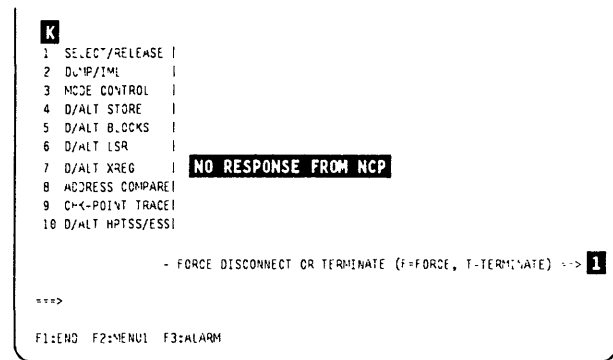 K
1 SELECT/RELEASE |
2 DUMP/IML |
3 MODE CONTROL |
4 D/ALT STORE |
5 D/ALT BLOCKS |
6 D/ALT LSR |
7 D/ALT XREG | NO RESPONSE FROM NCP
8 ADDRESS COMPARE|
9 CHK-POINT TRACE|
10 D/ALT HPTSS/ESS|
- FORCE DISCONNECT OR TERMINATE (F=FORCE, T-TERMINATE) --> 1
===>
F1:END F2:MENU1 F3:ALARM